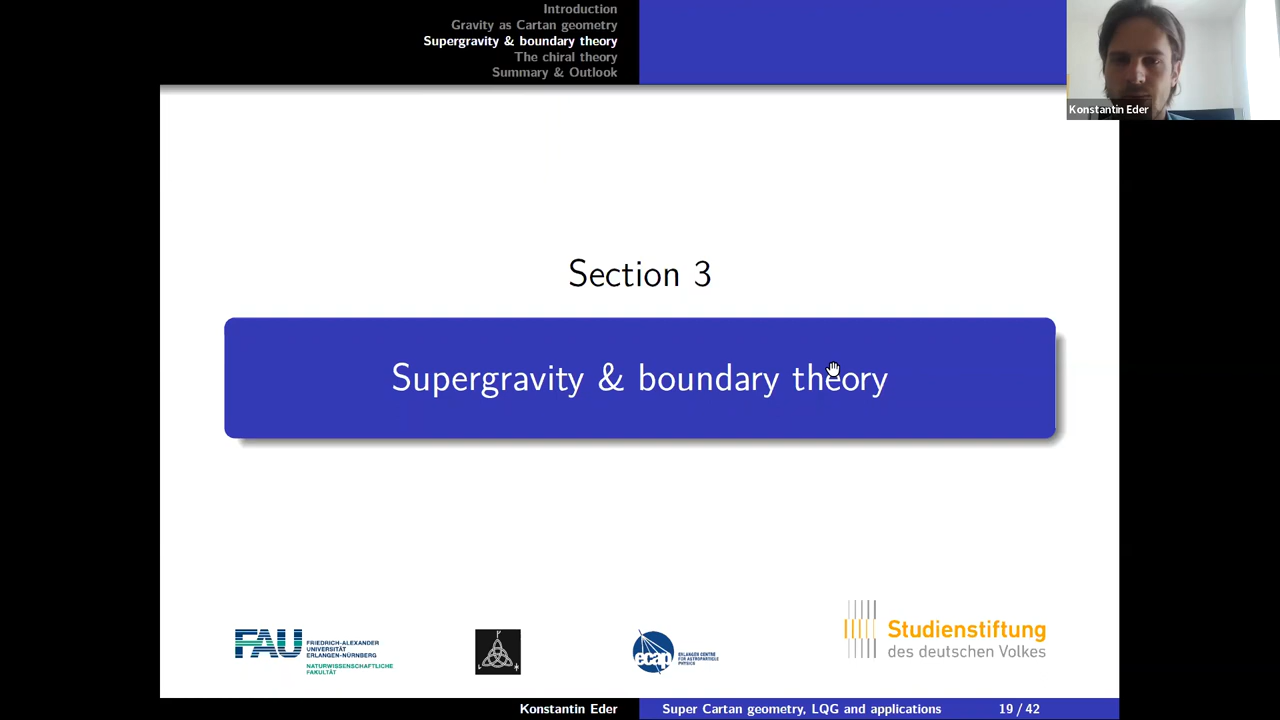 Introduction
Gravity as Cartan geometry
Supergravity & boundary theory
The chiral theory
Summary & Outlook
Konstantin Eder
Section 3
Supergravity & boundary theory
FAU
FRIEDRICH-ALEXANDER
UNIVERSITÄT
ERLANGEN-NÜRNBERG
NATURWISSENSCHAFTLICHE
FAKULTÄT
ecap
ERLANGEN CENTRE
FOR ASTROPARTICLE
PHYSICS
Studienstiftung
des deutschen Volkes
Konstantin Eder
Super Cartan geometry, LQG and applications
19 / 42